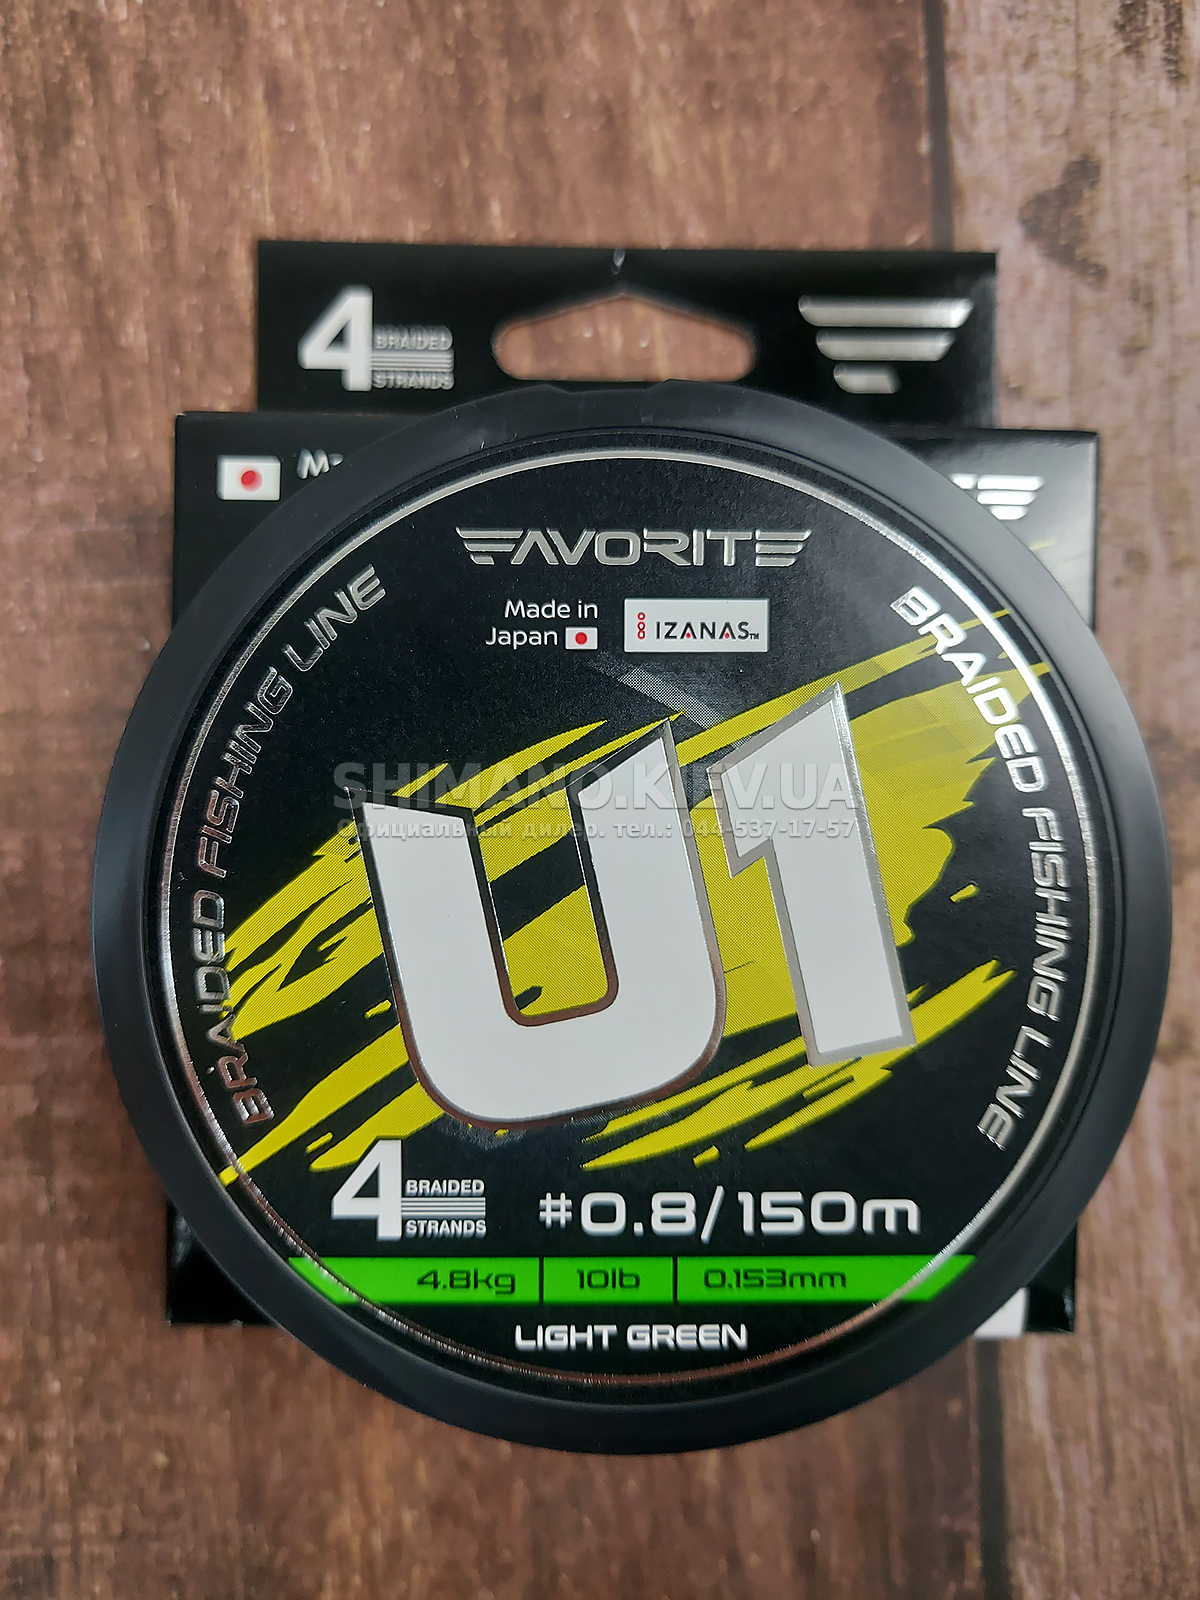 4 BRAIDED
STRANDS
FAVORITE
Made in
Japan
IZANAS™
BRAIDED FISHING LINE
BRAIDED FISHING LINE
U1
SHIMANO.KIEV.UA
Официальный дилер. тел.: 044-537-17-57
4 BRAIDED
STRANDS
#0.8/150m
4.8kg 10lb 0.153mm
LIGHT GREEN